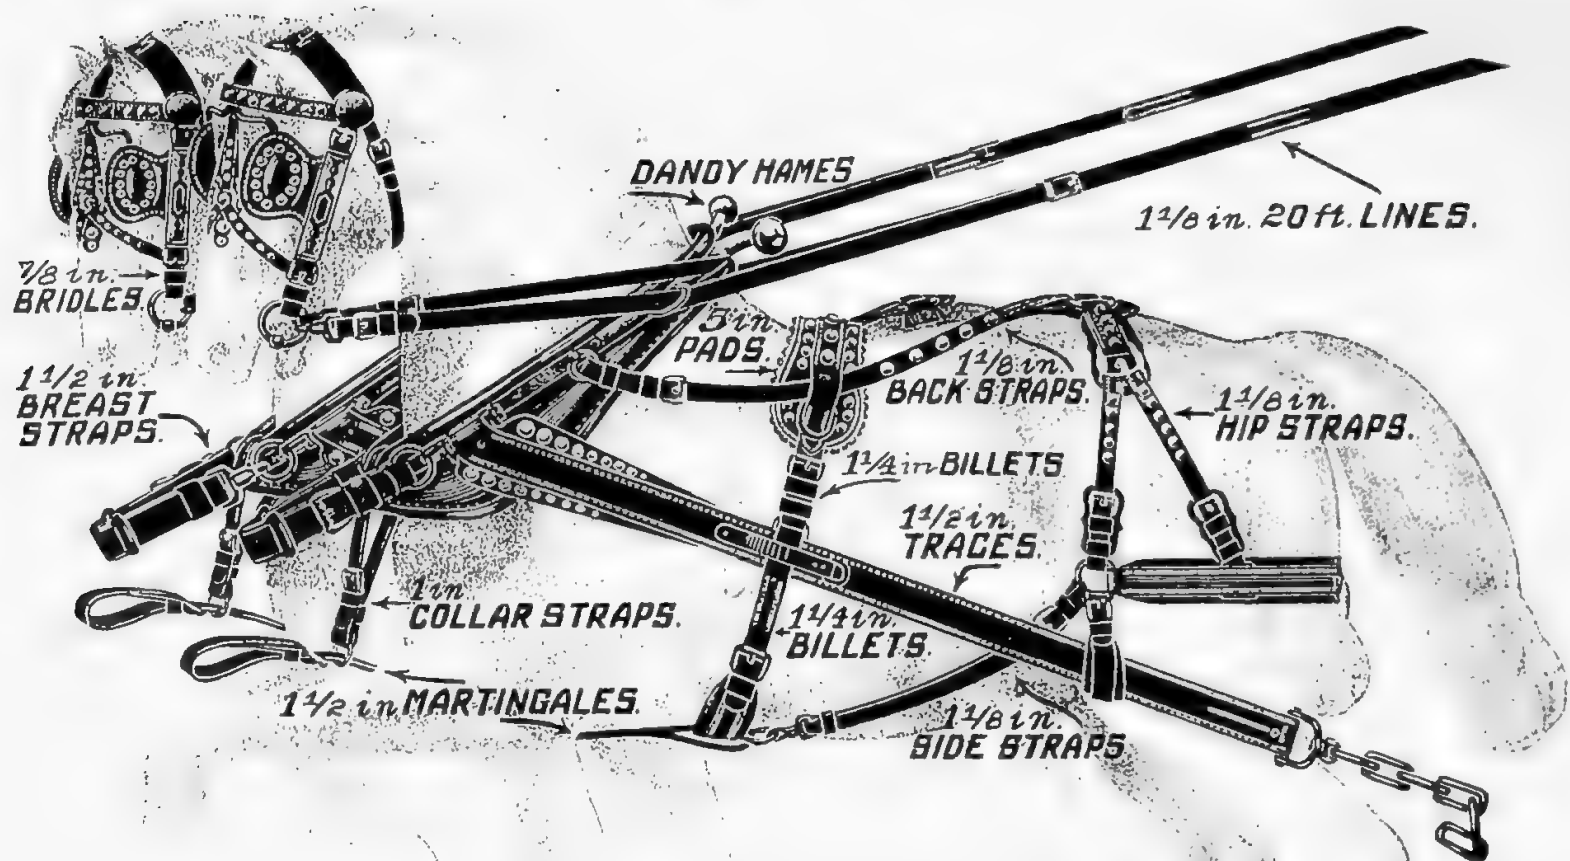 DANDY HAMES
1 1/8 in. 20 ft. LINES.
7/8 in.
BRIDLES.
5 in
PADS.
1 1/8 in.
BACK STRAPS.
1 1/2 in.
BREAST
STRAPS.
1 1/8 in.
HIP STRAPS.
1 1/4 in BILLETS
1 1/2 in.
TRACES.
1 in
COLLAR STRAPS.
1 1/4 in.
BILLETS.
1 1/2 in MARTINGALES.
1 1/8 in.
SIDE STRAPS